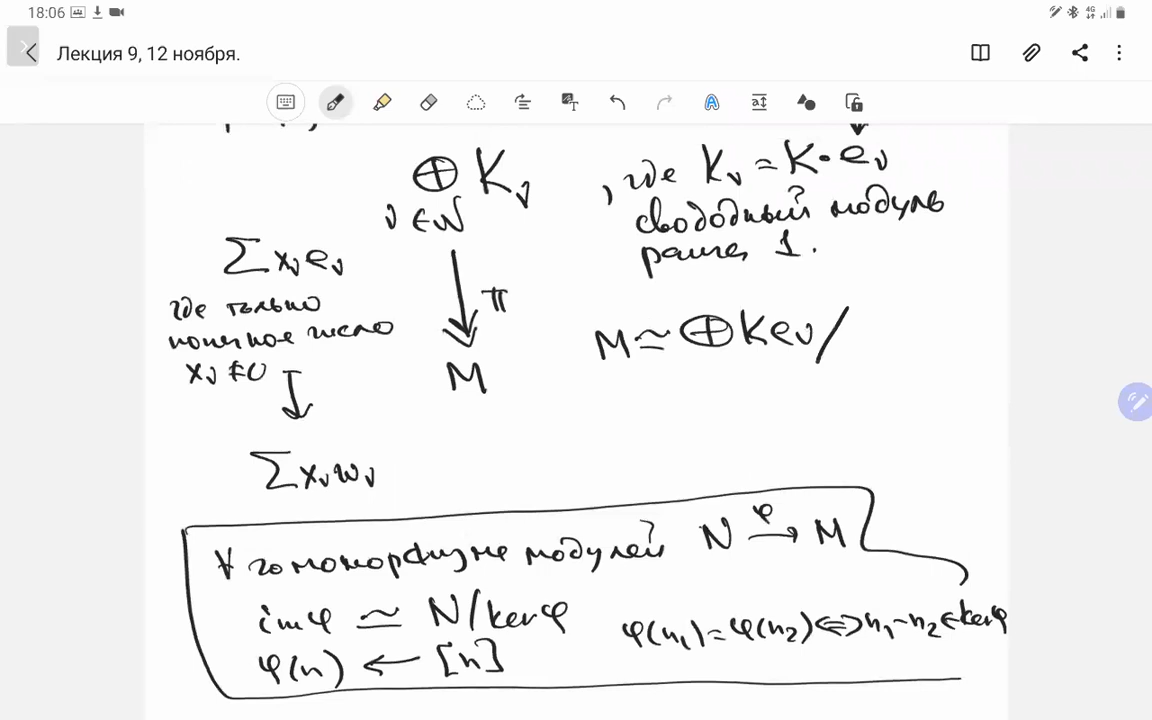 18:06
4G
Лекция 9, 12 ноября.
⊕ K_ν , где K_ν = K·e_ν
ν ∈ N свободный модуль
ранга 1.
∑ x_ν e_ν
где только
конечное число
x_ν ≠ 0
π
M
M ≃ ⊕ Ke_ν /
∑ x_ν w_ν
∀ гомоморфизме модулей N →φ M
im φ ≃ N/ker φ
φ(n₁) = φ(n₂) ⇔ n₁ - n₂ ∈ ker φ
φ(n) ← [n]